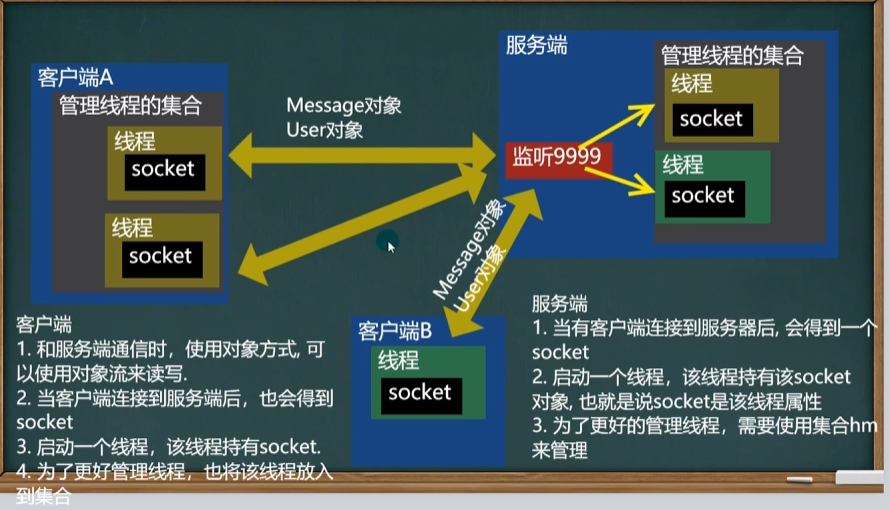 客户端A
管理线程的集合
线程
socket
线程
socket
Message对象
User对象
服务端
管理线程的集合
线程
socket
监听9999
线程
socket
Message对象
User对象
客户端B
线程
socket
客户端
1. 和服务端通信时，使用对象方式, 可
以使用对象流来读写.
2. 当客户端连接到服务端后，也会得到
socket
3. 启动一个线程，该线程持有socket.
4. 为了更好管理线程，也将该线程放入
到集合
服务端
1. 当有客户端连接到服务器后, 会得到一个
socket
2. 启动一个线程，该线程持有该socket
对象, 也就是说socket是该线程属性
3. 为了更好的管理线程，需要使用集合hm
来管理